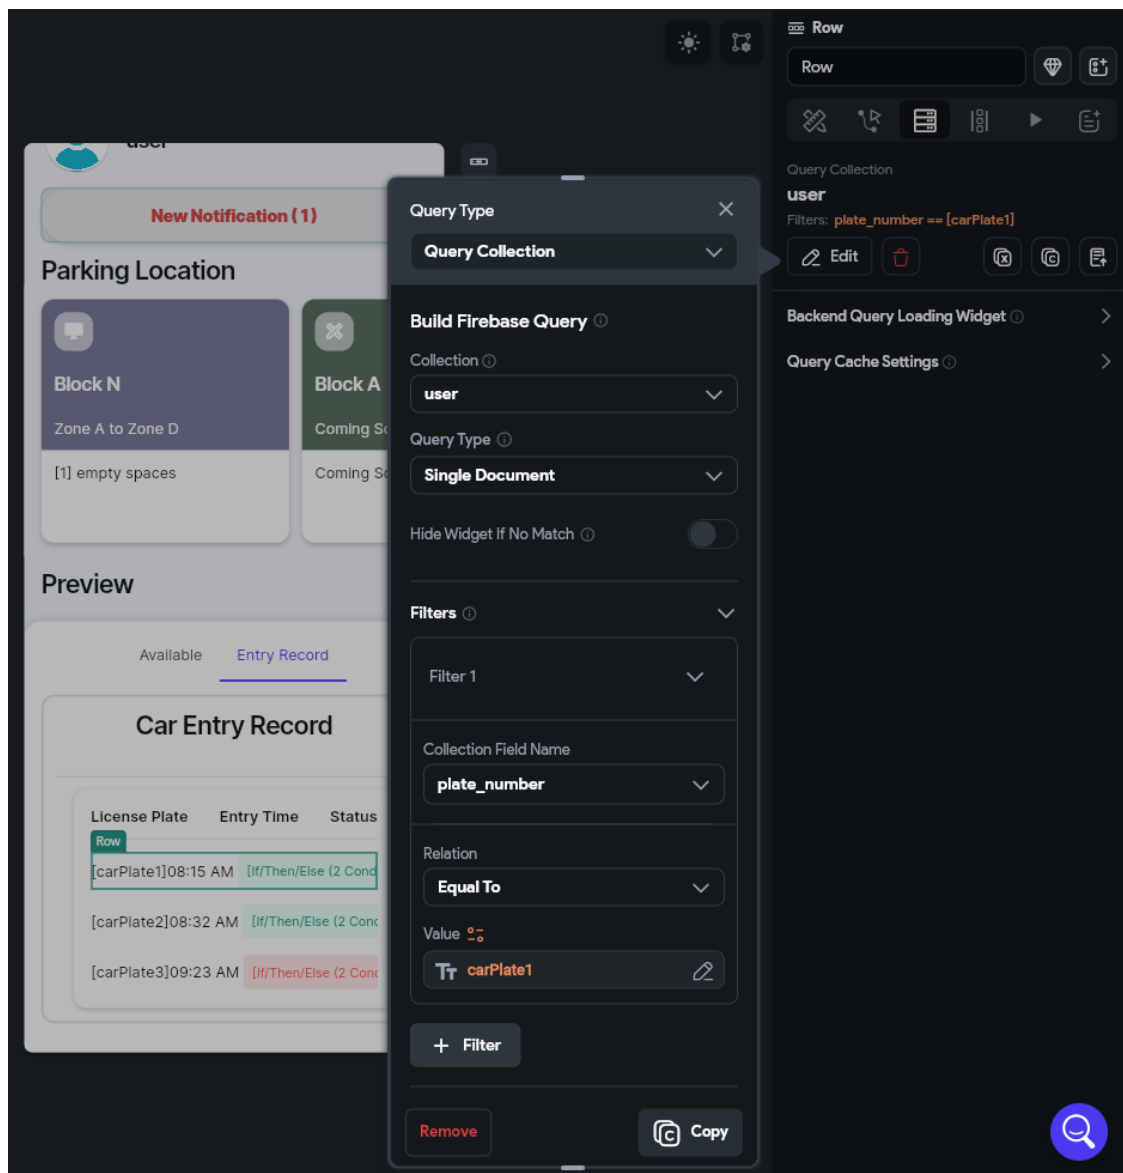 Row
Row
Query Collection
user
Filters: plate_number == [carPlate1]
Edit
Backend Query Loading Widget
Query Cache Settings
user
New Notification (1)
Parking Location
Block N
Zone A to Zone D
[1] empty spaces
Block A
Coming So
Coming So
Preview
Available Entry Record
Car Entry Record
License Plate Entry Time Status
Row
[carPlate1]08:15 AM [If/Then/Else (2 Cond
[carPlate2]08:32 AM [If/Then/Else (2 Conc
[carPlate3]09:23 AM [If/Then/Else (2 Conc
Query Type
Query Collection
Build Firebase Query
Collection
user
Query Type
Single Document
Hide Widget If No Match
Filters
Filter 1
Collection Field Name
plate_number
Relation
Equal To
Value
carPlate1
+ Filter
Remove
Copy